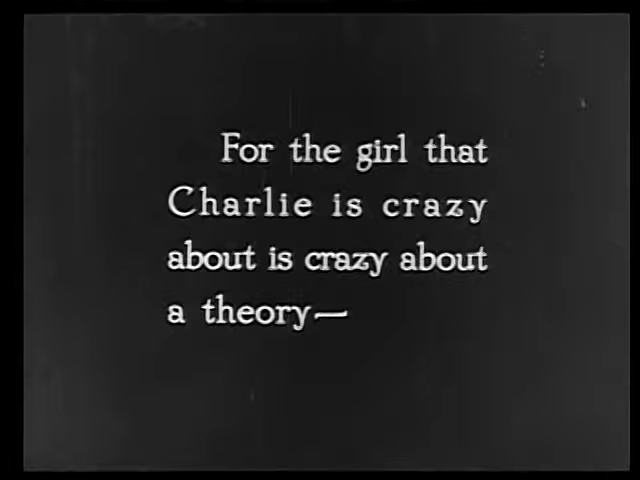 For the girl that
Charlie is crazy
about is crazy about
a theory—